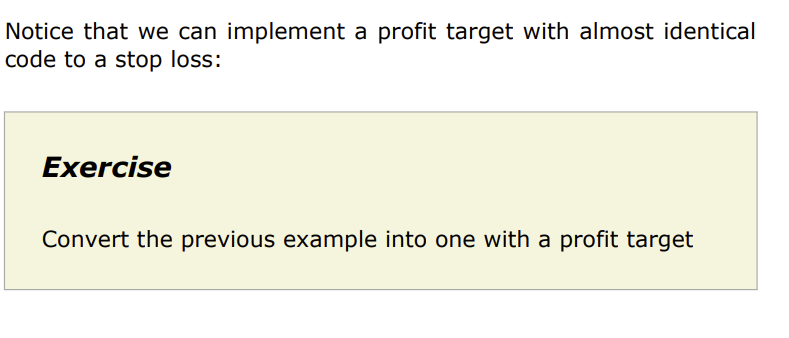 Notice that we can implement a profit target with almost identical
code to a stop loss:
Exercise
Convert the previous example into one with a profit target